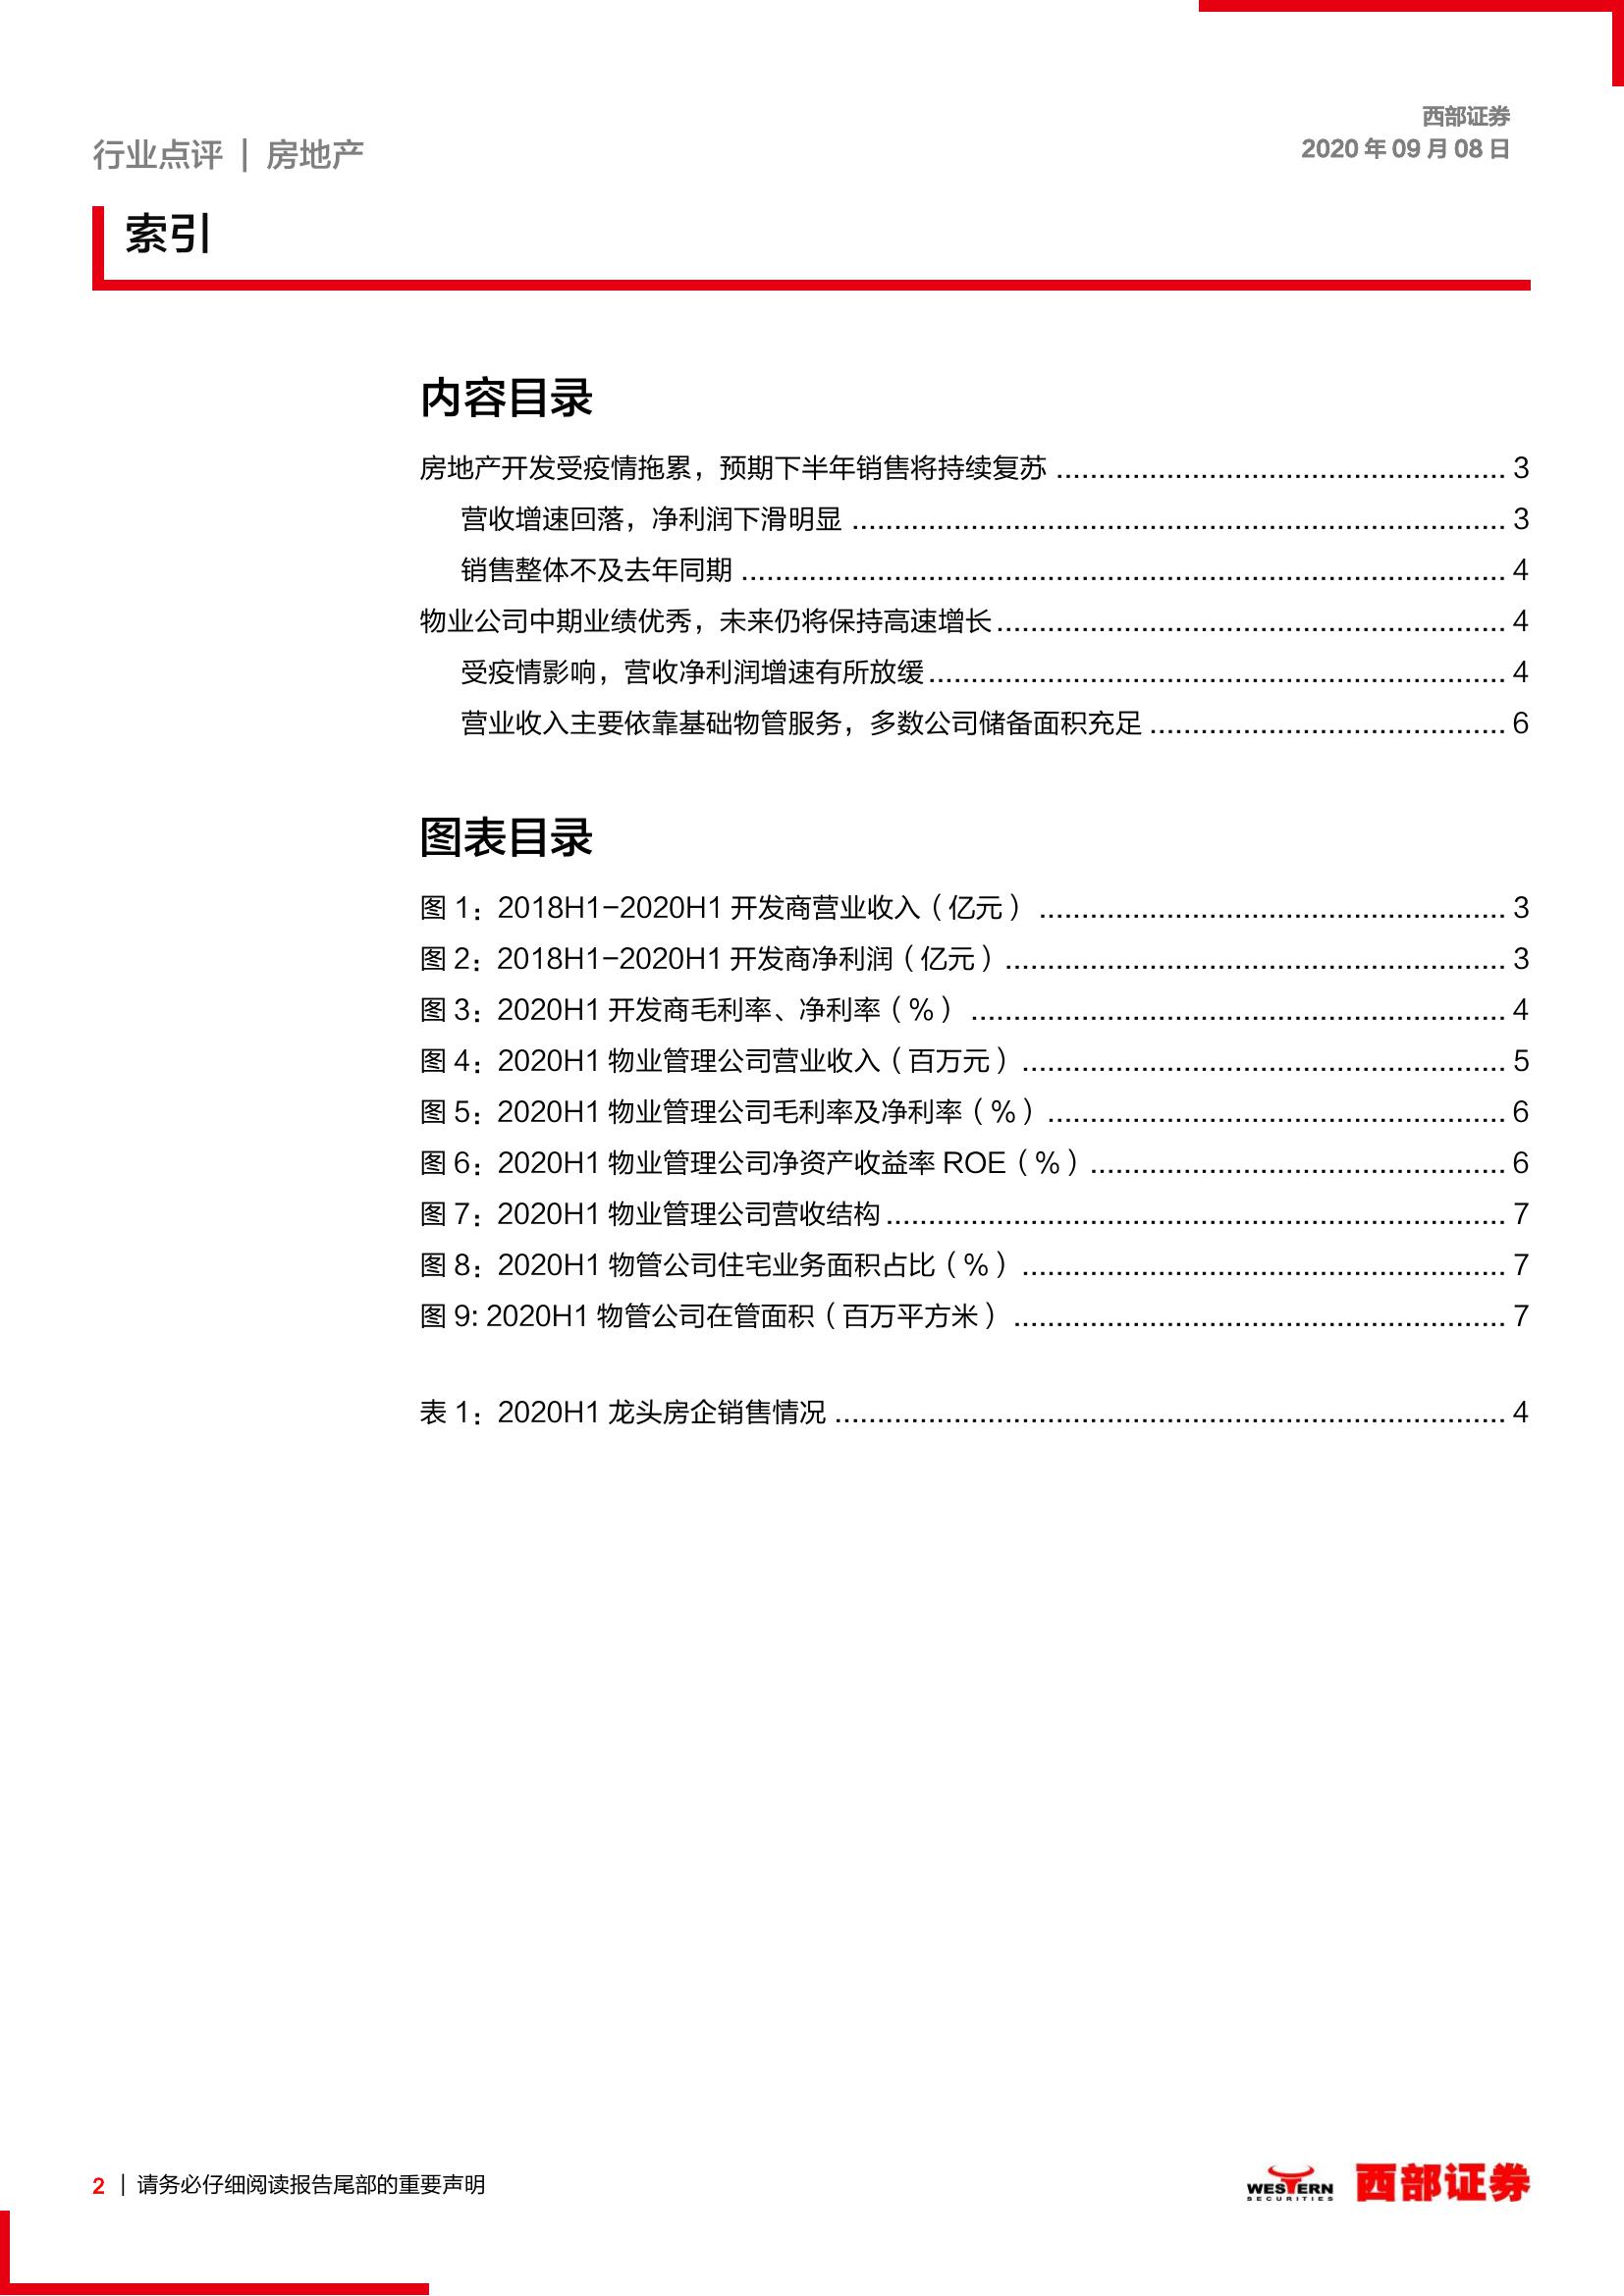 西部证券
行业点评 | 房地产
2020 年 09 月 08 日
索引
内容目录
房地产开发受疫情拖累，预期下半年销售将持续复苏 ........ 3
营收增速回落，净利润下滑明显 ........ 3
销售整体不及去年同期 ........ 4
物业公司中期业绩优秀，未来仍将保持高速增长 ........ 4
受疫情影响，营收净利润增速有所放缓 ........ 4
营业收入主要依靠基础物管服务，多数公司储备面积充足 ........ 6
图表目录
图 1：2018H1-2020H1 开发商营业收入（亿元） ........ 3
图 2：2018H1-2020H1 开发商净利润（亿元） ........ 3
图 3：2020H1 开发商毛利率、净利率（%） ........ 4
图 4：2020H1 物业管理公司营业收入（百万元） ........ 5
图 5：2020H1 物业管理公司毛利率及净利率（%） ........ 6
图 6：2020H1 物业管理公司净资产收益率 ROE（%） ........ 6
图 7：2020H1 物业管理公司营收结构 ........ 7
图 8：2020H1 物管公司住宅业务面积占比（%） ........ 7
图 9: 2020H1 物管公司在管面积（百万平方米） ........ 7
表 1：2020H1 龙头房企销售情况 ........ 4
2 | 请务必仔细阅读报告尾部的重要声明
WESTERN
SECURITIES
西部证券